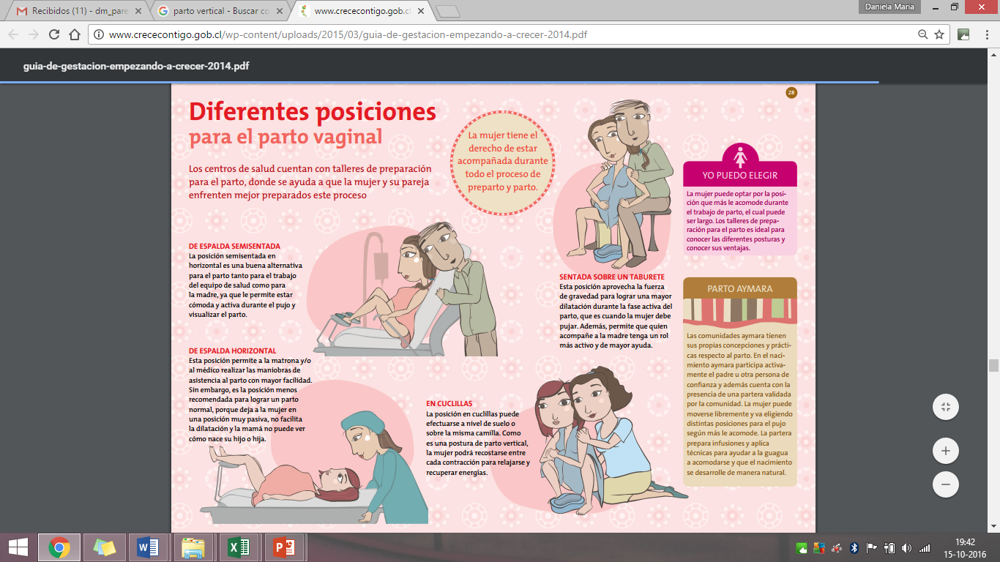 Recibidos (11) - dm_pare
parto vertical - Buscar co
www.crececontigo.gob.cl
Daniela Maria
www.crececontigo.gob.cl/wp-content/uploads/2015/03/guia-de-gestacion-empezando-a-crecer-2014.pdf
guia-de-gestacion-empezando-a-crecer-2014.pdf
28
Diferentes posiciones
para el parto vaginal
Los centros de salud cuentan con talleres de preparación
para el parto, donde se ayuda a que la mujer y su pareja
enfrenten mejor preparados este proceso
La mujer tiene el
derecho de estar
acompañada durante
todo el proceso de
preparto y parto.
DE ESPALDA SEMISENTADA
La posición semisentada en
horizontal es una buena alternativa
para el parto tanto para el trabajo
del equipo de salud como para
la madre, ya que le permite estar
cómoda y activa durante el pujo y
visualizar el parto.
DE ESPALDA HORIZONTAL
Esta posición permite a la matrona y/o
al médico realizar las maniobras de
asistencia al parto con mayor facilidad.
Sin embargo, es la posición menos
recomendada para lograr un parto
normal, porque deja a la mujer en
una posición muy pasiva, no facilita
la dilatación y la mamá no puede ver
cómo nace su hijo o hija.
SENTADA SOBRE UN TABURETE
Esta posición aprovecha la fuerza
de gravedad para lograr una mayor
dilatación durante la fase activa del
parto, que es cuando la mujer debe
pujar. Además, permite que quien
acompañe a la madre tenga un rol
más activo y de mayor ayuda.
EN CUCLILLAS
La posición en cuclillas puede
efectuarse a nivel de suelo o
sobre la misma camilla. Como
es una postura de parto vertical,
la mujer podrá recostarse entre
cada contracción para relajarse y
recuperar energías.
YO PUEDO ELEGIR
La mujer puede optar por la posi-
ción que más le acomode durante
el trabajo de parto, el cual puede
ser largo. Los talleres de prepa-
ración para el parto es ideal para
conocer las diferentes posturas y
conocer sus ventajas.
PARTO AYMARA
Las comunidades aymara tienen
sus propias concepciones y prácti-
cas respecto al parto. En el naci-
miento aymara participa activa-
mente el padre u otra persona de
confianza y además cuenta con la
presencia de una partera validada
por la comunidad. La mujer puede
moverse libremente y va eligiendo
distintas posiciones para el pujo
según más le acomode. La partera
prepara infusiones y aplica
técnicas para ayudar a la guagua
a acomodarse y que el nacimiento
se desarrolle de manera natural.
19:42
15-10-2016